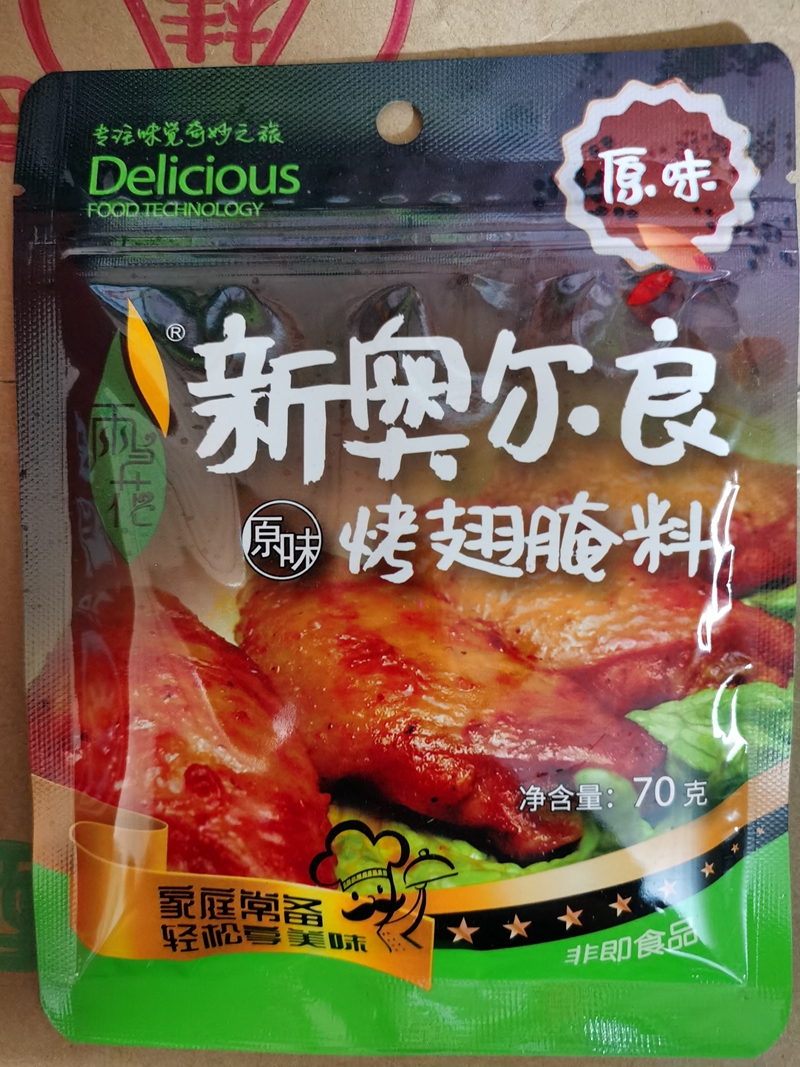 专注味觉奇妙之旅
Delicious
FOOD TECHNOLOGY
原味
®
雨花
新奥尔良
原味
烤翅腌料
净含量：70克
家庭常备
轻松享美味
非即食品